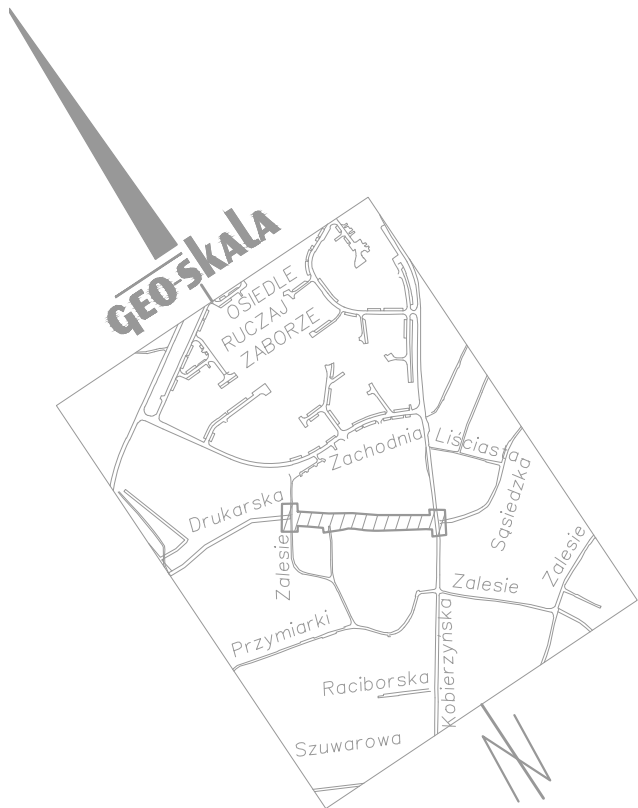 GEO-SKALA
OSIEDLE
RUCZAJ
ZABORZE
Zachodnia
Liściasta
Sąsiedzka
Drukarska
Zalesie
Zalesie
Zalesie
Przymiarki
Kobierzyńska
Raciborska
Szuwarowa
N